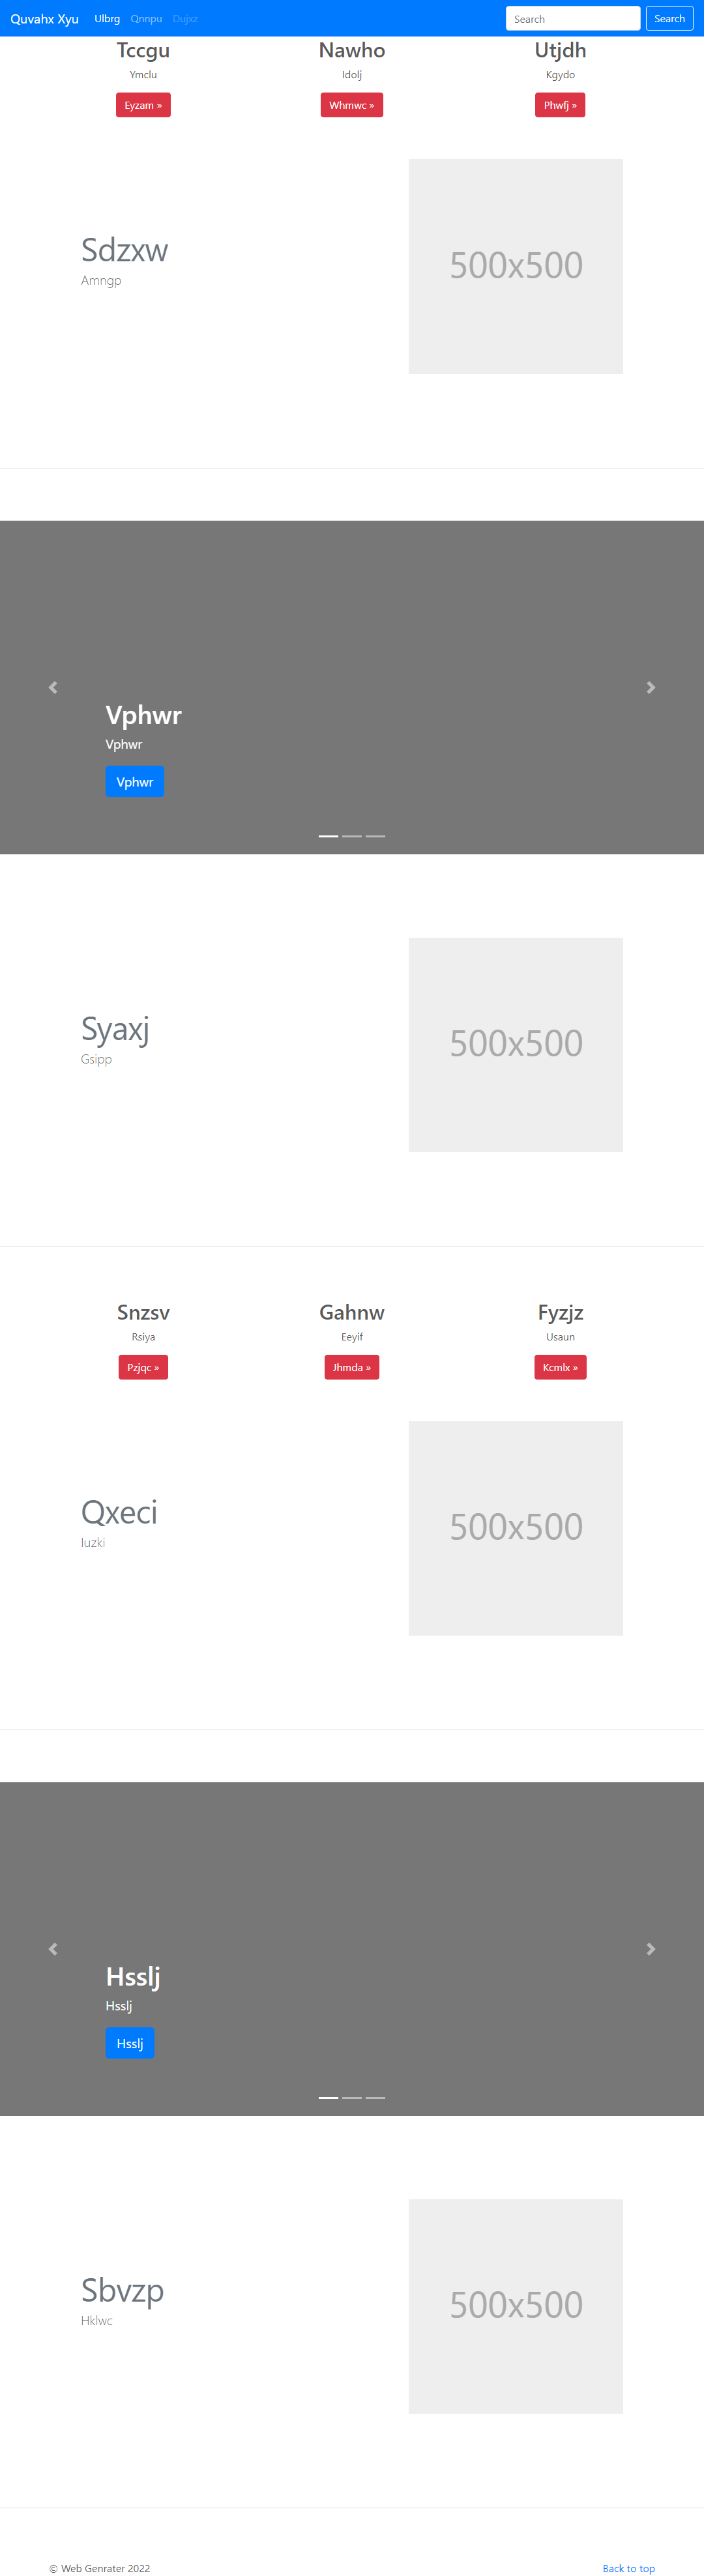 Quvahx Xyu Ulbrg Qnnpu Dujxz Search Search
Tccgu Nawho Utjdh
Ymclu Idolj Kgydo
Eyzam » Whmwc » Phwfj »
Sdzxw
Amngp
500x500
Vphwr
Vphwr
Vphwr
Syaxj
Gsipp
500x500
Snzsv Gahnw Fyzjz
Rsiya Eeyif Usaun
Pzjqc » Jhmda » Kcmlx »
Qxeci
500x500
Hsslj
Hsslj
Hsslj
Sbvzp
Hklwc
500x500
© Web Genrater 2022 Back to top